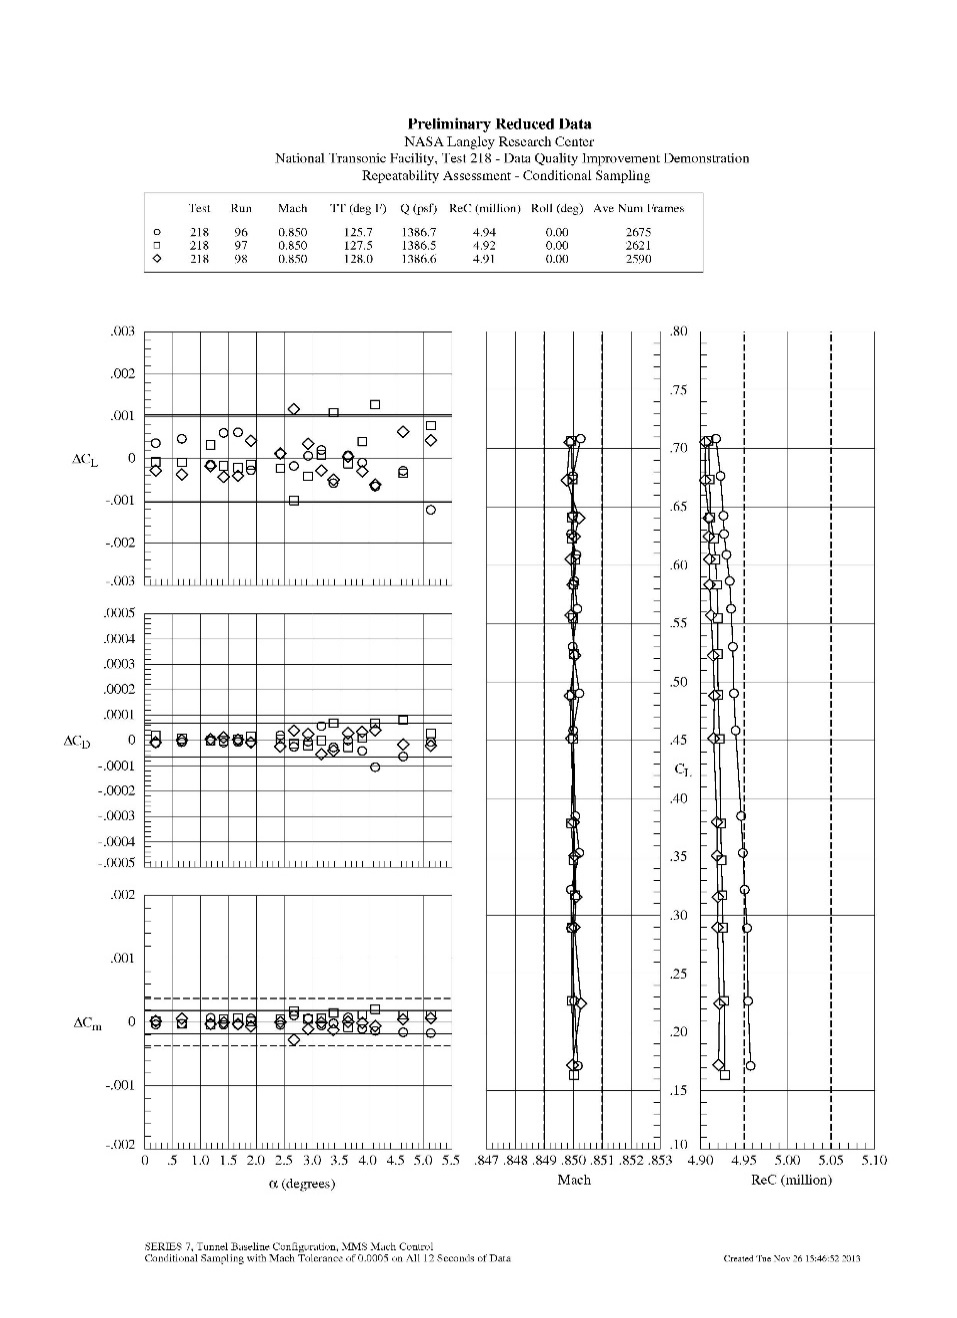 Preliminary Reduced Data
NASA Langley Research Center
National Transonic Facility, Test 218 - Data Quality Improvement Demonstration
Repeatability Assessment - Conditional Sampling
Test Run Mach TT (deg F) Q (psf) ReC (million) Roll (deg) Ave Num Frames
218 96 0.850 125.7 1386.7 4.94 0.00 2675
218 97 0.850 127.5 1386.5 4.92 0.00 2621
218 98 0.850 128.0 1386.6 4.91 0.00 2590
.003
.002
.001
ΔCL 0
-.001
-.002
-.003
.0005
.0004
.0003
.0002
.0001
ΔCD 0
-.0001
-.0002
-.0003
-.0004
-.0005
.002
.001
ΔCm 0
-.001
-.002
0 .5 1.0 1.5 2.0 2.5 3.0 3.5 4.0 4.5 5.0 5.5
α (degrees)
.80
.75
.70
.65
.60
.55
.50
.45
CL
.40
.35
.30
.25
.20
.15
.10
.847 .848 .849 .850 .851 .852 .853
Mach
4.90 4.95 5.00 5.05 5.10
ReC (million)
SERIES 7, Tunnel Baseline Configuration, MMS Mach Control
Conditional Sampling with Mach Tolerance of 0.0005 on All 12 Seconds of Data
Created Tue Nov 26 15:46:52 2013